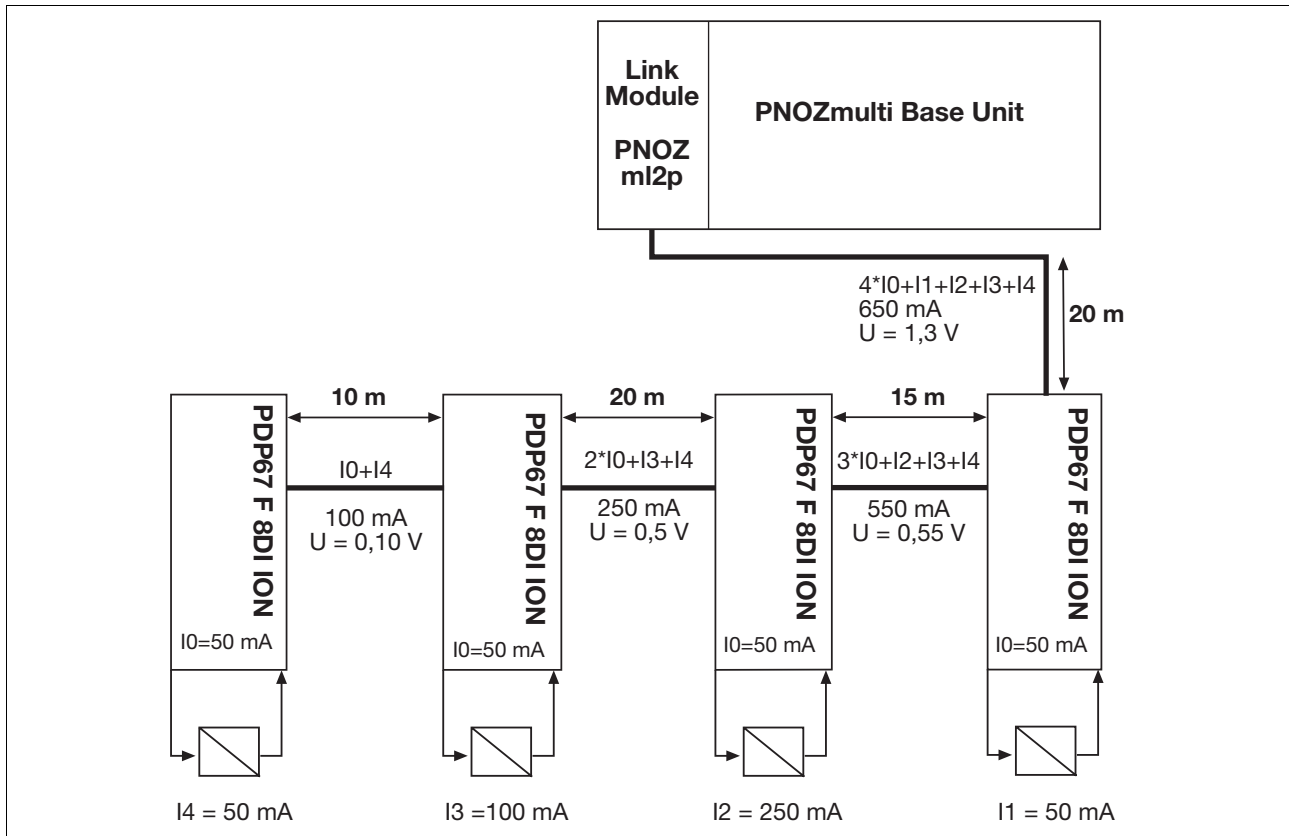 Link
Module
PNOZ
ml2p
PNOZmulti Base Unit
4*I0+I1+I2+I3+I4
650 mA
U = 1,3 V
20 m
10 m
20 m
15 m
PDP67 F 8DI ION
I0+I4
100 mA
U = 0,10 V
I0=50 mA
PDP67 F 8DI ION
2*I0+I3+I4
250 mA
U = 0,5 V
I0=50 mA
PDP67 F 8DI ION
3*I0+I2+I3+I4
550 mA
U = 0,55 V
I0=50 mA
PDP67 F 8DI ION
I0=50 mA
I4 = 50 mA
I3 =100 mA
I2 = 250 mA
I1 = 50 mA